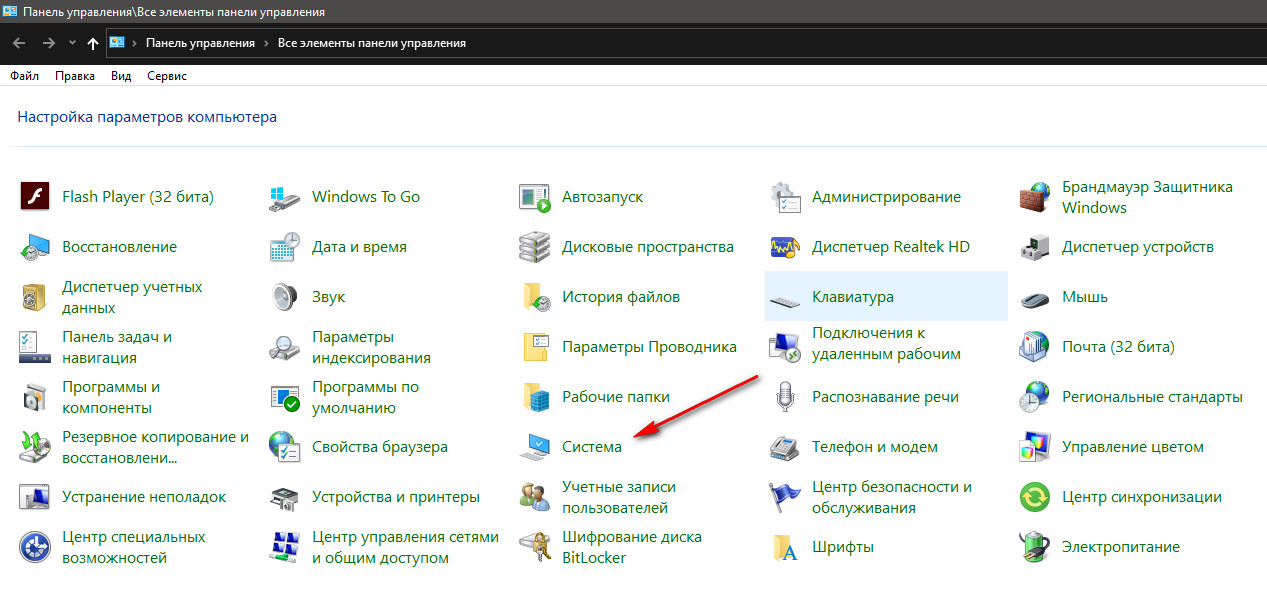 Панель управления\Все элементы панели управления
Панель управления › Все элементы панели управления
Файл Правка Вид Сервис
Настройка параметров компьютера
Flash Player (32 бита)
Windows To Go
Автозапуск
Администрирование
Брандмауэр Защитника
Windows
Восстановление
Дата и время
Дисковые пространства
Диспетчер Realtek HD
Диспетчер устройств
Диспетчер учетных
данных
Звук
История файлов
Клавиатура
Мышь
Панель задач и
навигация
Параметры
индексирования
Параметры Проводника
Подключения к
удаленным рабочим
Почта (32 бита)
Программы и
компоненты
Программы по
умолчанию
Рабочие папки
Распознавание речи
Региональные стандарты
Резервное копирование и
восстановлени...
Свойства браузера
Система
Телефон и модем
Управление цветом
Устранение неполадок
Устройства и принтеры
Учетные записи
пользователей
Центр безопасности и
обслуживания
Центр синхронизации
Центр специальных
возможностей
Центр управления сетями
и общим доступом
Шифрование диска
BitLocker
Шрифты
Электропитание